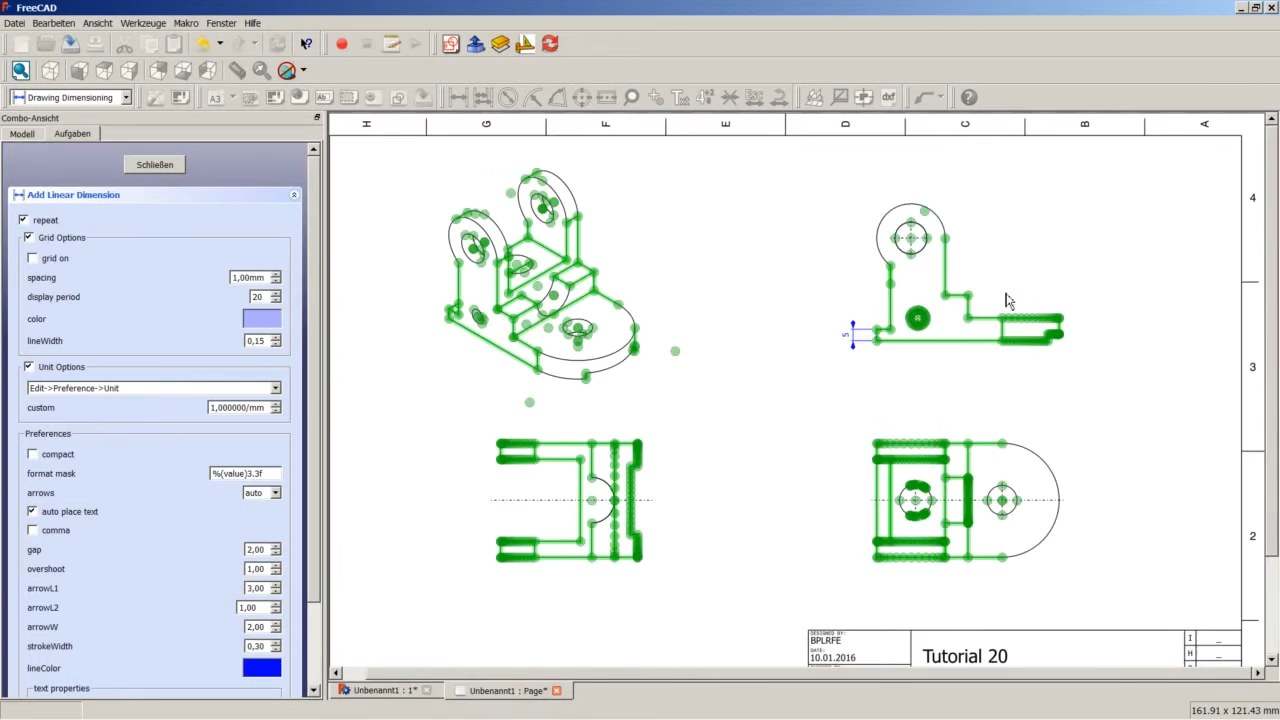 FreeCAD
Datei Bearbeiten Ansicht Werkzeuge Makro Fenster Hilfe
Drawing Dimensioning
Combo-Ansicht
Modell Aufgaben
Schließen
Add Linear Dimension
repeat
Grid Options
grid on
spacing 1,00mm
display period 20
color
lineWidth 0,15
Unit Options
Edit->Preference->Unit
custom 1,000000/mm
Preferences
compact
format mask %(value)3.3f
arrows auto
auto place text
comma
gap 2,00
overshoot 1,00
arrowL1 3,00
arrowL2 1,00
arrowW 2,00
strokeWidth 0,30
lineColor
text properties
H G F E D C B A
4
3
2
5
DESIGNED BY:
BPLRFE
DATE:
10.01.2016
Tutorial 20
I _
H _
Unbenannt1 : 1*
Unbenannt1 : Page*
161.91 x 121.43 mm